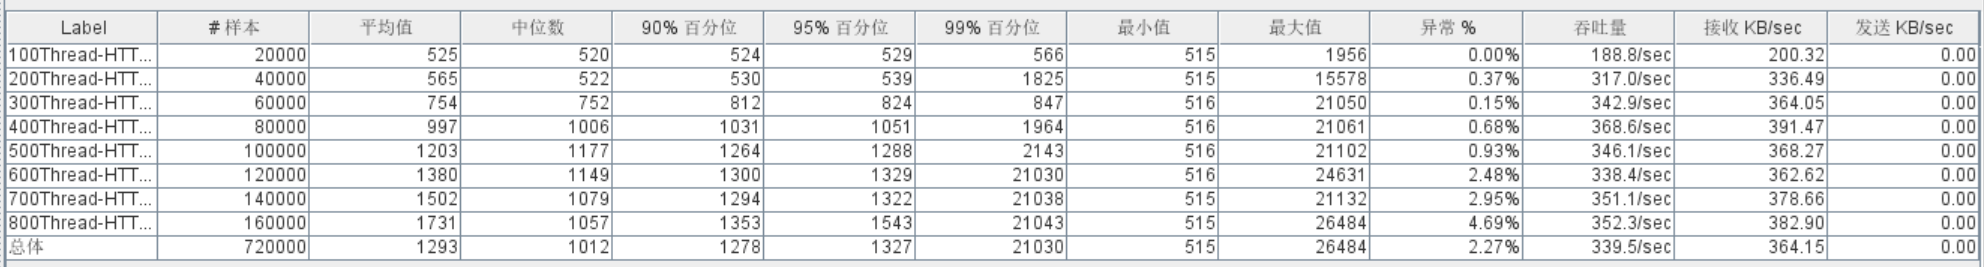 Label # 样本 平均值 中位数 90% 百分位 95% 百分位 99% 百分位 最小值 最大值 异常 % 吞吐量 接收 KB/sec 发送 KB/sec
100Thread-HTT... 20000 525 520 524 529 566 515 1956 0.00% 188.8/sec 200.32 0.00
200Thread-HTT... 40000 565 522 530 539 1825 515 15578 0.37% 317.0/sec 336.49 0.00
300Thread-HTT... 60000 754 752 812 824 847 516 21050 0.15% 342.9/sec 364.05 0.00
400Thread-HTT... 80000 997 1006 1031 1051 1964 516 21061 0.68% 368.6/sec 391.47 0.00
500Thread-HTT... 100000 1203 1177 1264 1288 2143 516 21102 0.93% 346.1/sec 368.27 0.00
600Thread-HTT... 120000 1380 1149 1300 1329 21030 516 24631 2.48% 338.4/sec 362.62 0.00
700Thread-HTT... 140000 1502 1079 1294 1322 21038 515 21132 2.95% 351.1/sec 378.66 0.00
800Thread-HTT... 160000 1731 1057 1353 1543 21043 515 26484 4.69% 352.3/sec 382.90 0.00
总体 720000 1293 1012 1278 1327 21030 515 26484 2.27% 339.5/sec 364.15 0.00